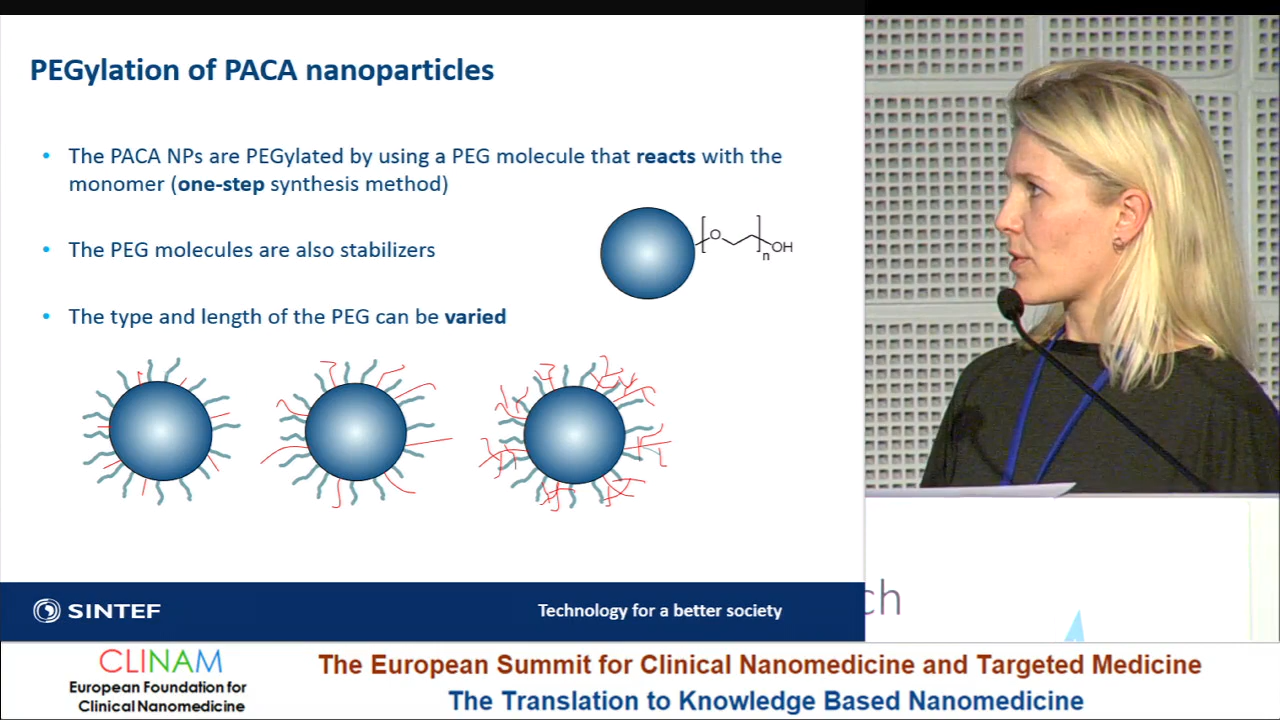 PEGylation of PACA nanoparticles
• The PACA NPs are PEGylated by using a PEG molecule that reacts with the
monomer (one-step synthesis method)
• The PEG molecules are also stabilizers
O
OH
n
• The type and length of the PEG can be varied
SINTEF
Technology for a better society
ch
CLINAM
European Foundation for
Clinical Nanomedicine
The European Summit for Clinical Nanomedicine and Targeted Medicine
The Translation to Knowledge Based Nanomedicine